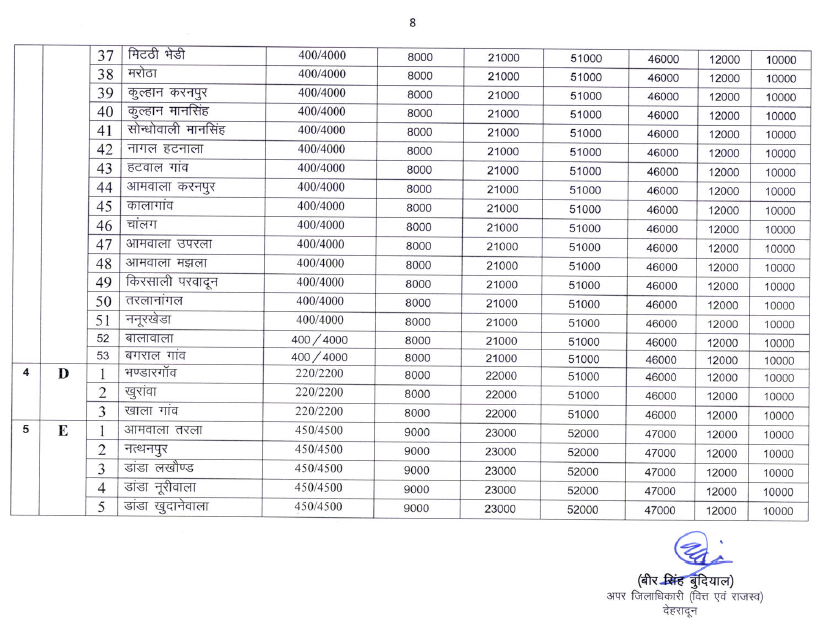 8
37 मिटठी भेडी 400/4000 8000 21000 51000 46000 12000 10000
38 मरोठा 400/4000 8000 21000 51000 46000 12000 10000
39 कुल्हान करनपुर 400/4000 8000 21000 51000 46000 12000 10000
40 कुल्हान मानसिंह 400/4000 8000 21000 51000 46000 12000 10000
41 सोन्धोवाली मानसिंह 400/4000 8000 21000 51000 46000 12000 10000
42 नागल हटनाला 400/4000 8000 21000 51000 46000 12000 10000
43 हटवाल गांव 400/4000 8000 21000 51000 46000 12000 10000
44 आमवाला करनपुर 400/4000 8000 21000 51000 46000 12000 10000
45 कालागांव 400/4000 8000 21000 51000 46000 12000 10000
46 चांलग 400/4000 8000 21000 51000 46000 12000 10000
47 आमवाला उपरला 400/4000 8000 21000 51000 46000 12000 10000
48 आमवाला मझला 400/4000 8000 21000 51000 46000 12000 10000
49 किरसाली परवादून 400/4000 8000 21000 51000 46000 12000 10000
50 तरलानांगल 400/4000 8000 21000 51000 46000 12000 10000
51 ननूरखेडा 400/4000 8000 21000 51000 46000 12000 10000
52 बालावाला 400 / 4000 8000 21000 51000 46000 12000 10000
53 बगराल गांव 400 / 4000 8000 21000 51000 46000 12000 10000
4 D 1 भण्डारगॉव 220/2200 8000 22000 51000 46000 12000 10000
2 खुरांवा 220/2200 8000 22000 51000 46000 12000 10000
3 खाला गांव 220/2200 8000 22000 51000 46000 12000 10000
5 E 1 आमवाला तरला 450/4500 9000 23000 52000 47000 12000 10000
2 नत्थनपुर 450/4500 9000 23000 52000 47000 12000 10000
3 डांडा लखौण्ड 450/4500 9000 23000 52000 47000 12000 10000
4 डांडा नूरीवाला 450/4500 9000 23000 52000 47000 12000 10000
5 डांडा खुदानेवाला 450/4500 9000 23000 52000 47000 12000 10000
(बीर सिंह बुदियाल)
अपर जिलाधिकारी (वित्त एवं राजस्व)
देहरादून